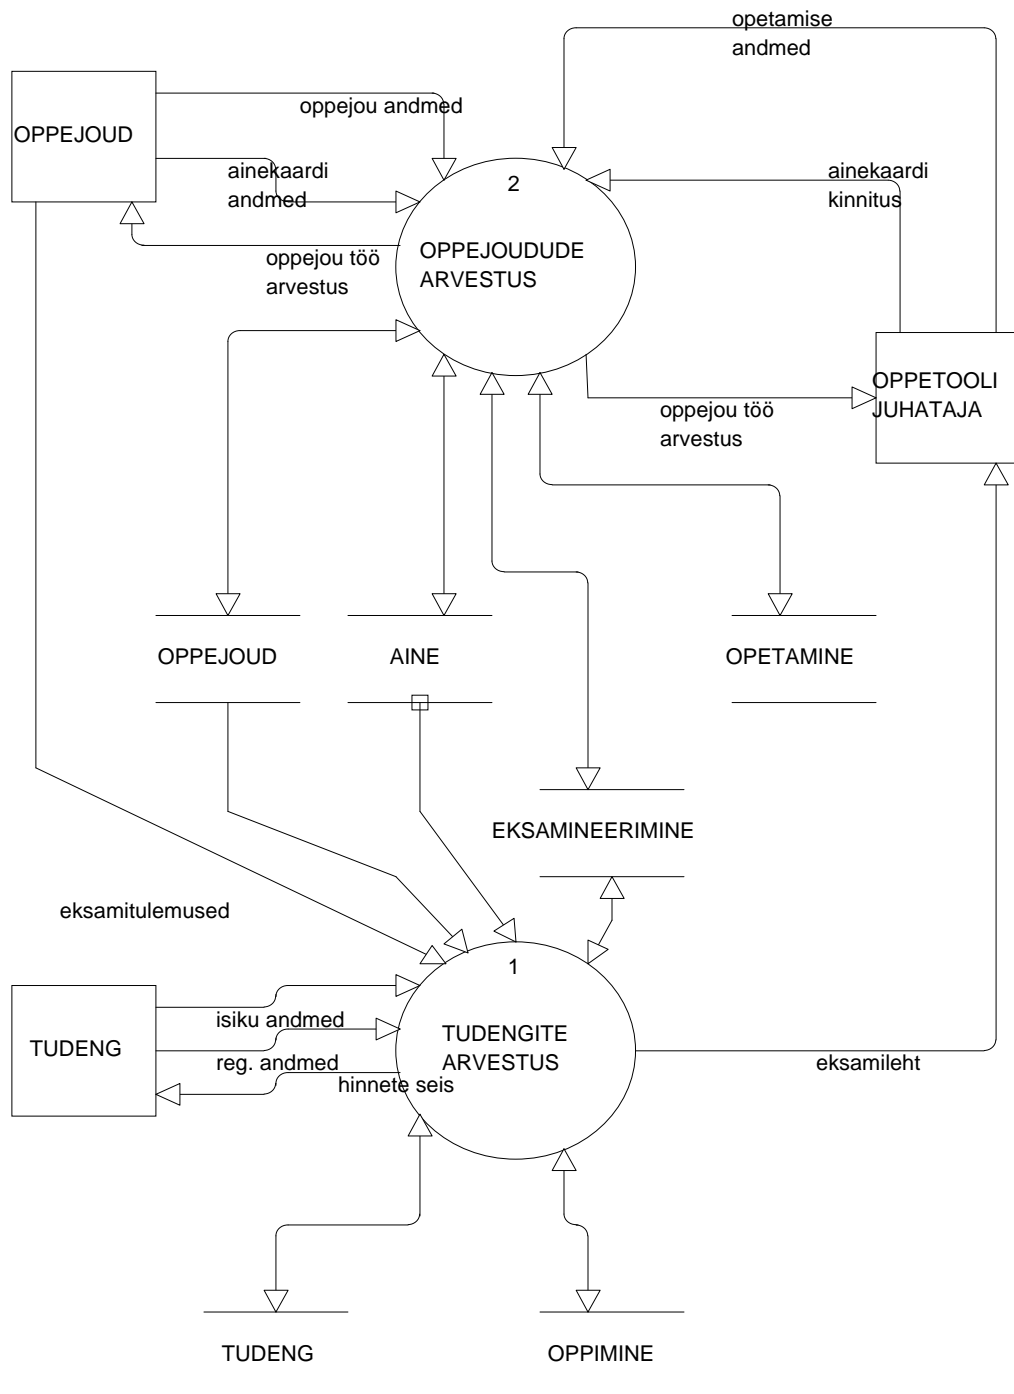 opetamise
andmed
oppejou andmed
OPPEJOUD
ainekaardi
andmed
2
ainekaardi
kinnitus
oppejou töö
arvestus
OPPEJOUDUDE
ARVESTUS
OPPETOOLI
JUHATAJA
oppejou töö
arvestus
OPPEJOUD
AINE
OPETAMINE
EKSAMINEERIMINE
eksamitulemused
1
isiku andmed
TUDENG
TUDENGITE
ARVESTUS
reg. andmed
hinnete seis
eksamileht
TUDENG
OPPIMINE